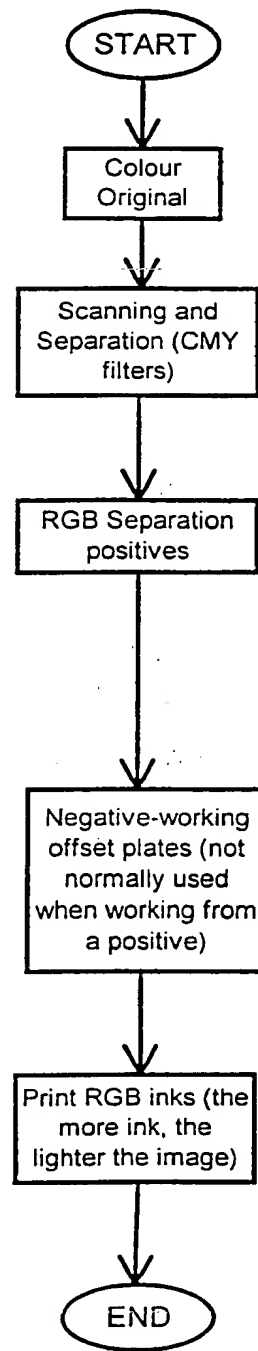 START
Colour
Original
Scanning and
Separation (CMY
filters)
RGB Separation
positives
Negative-working
offset plates (not
normally used
when working from
a positive)
Print RGB inks (the
more ink, the
lighter the image)
END